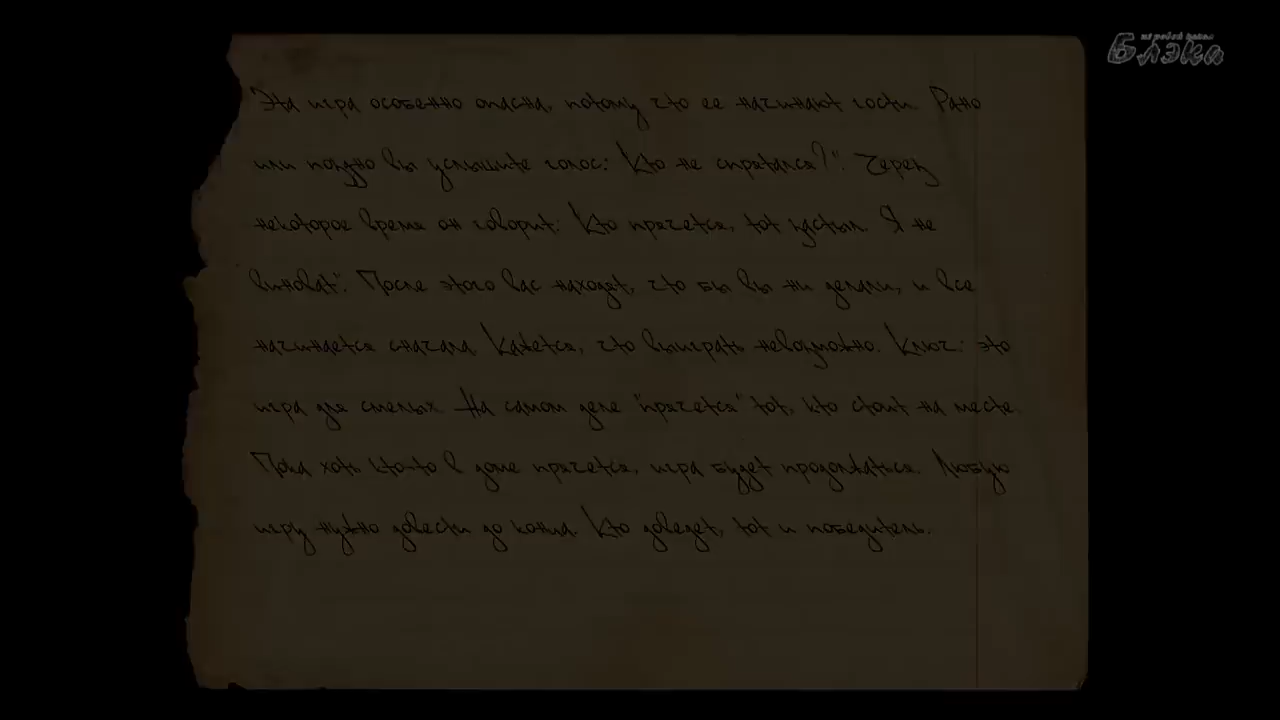 Блэка
"Эта игра особенно опасна, потому что ее начинают гости. Рано
или поздно вы услышите голос: "Кто не спрятался?". Через
некоторое время он говорит: "Кто прячется, тот застыл. Я не
виноват". После этого вас находят, что бы вы ни делали, и все
начинается сначала. Кажется, что выиграть невозможно. Ключ: это
игра для смелых. На самом деле "прячется" тот, кто стоит на месте.
Пока хоть кто-то в доме прячется, игра будет продолжаться. Любую
игру нужно довести до конца. Кто доведет, тот и победитель.